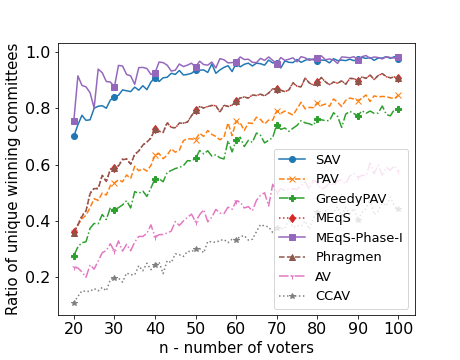 Ratio of unique winning committees
1.0
0.8
0.6
0.4
0.2
SAV
PAV
GreedyPAV
MEqS
MEqS-Phase-I
Phragmen
AV
CCAV
20 30 40 50 60 70 80 90 100
n - number of voters